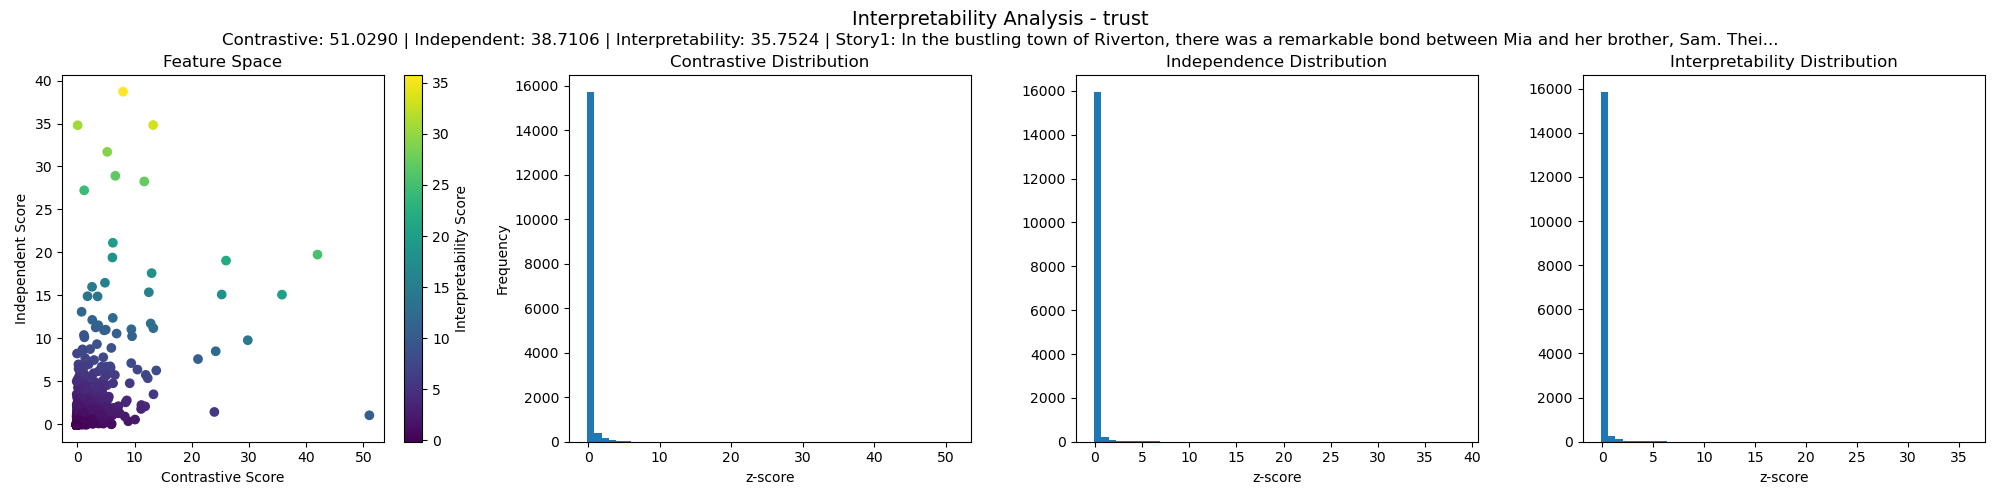 Interpretability Analysis - trust
Contrastive: 51.0290 | Independent: 38.7106 | Interpretability: 35.7524 | Story1: In the bustling town of Riverton, there was a remarkable bond between Mia and her brother, Sam. Thei...
Feature Space
40
35
30
25
20
15
10
5
0
Independent Score
0 10 20 30 40 50
Contrastive Score
35
30
25
20
15
10
5
0
Interpretability Score
Contrastive Distribution
16000
14000
12000
10000
8000
6000
4000
2000
0
Frequency
0 10 20 30 40 50
z-score
Independence Distribution
16000
14000
12000
10000
8000
6000
4000
2000
0
0 5 10 15 20 25 30 35 40
z-score
Interpretability Distribution
16000
14000
12000
10000
8000
6000
4000
2000
0
0 5 10 15 20 25 30 35
z-score